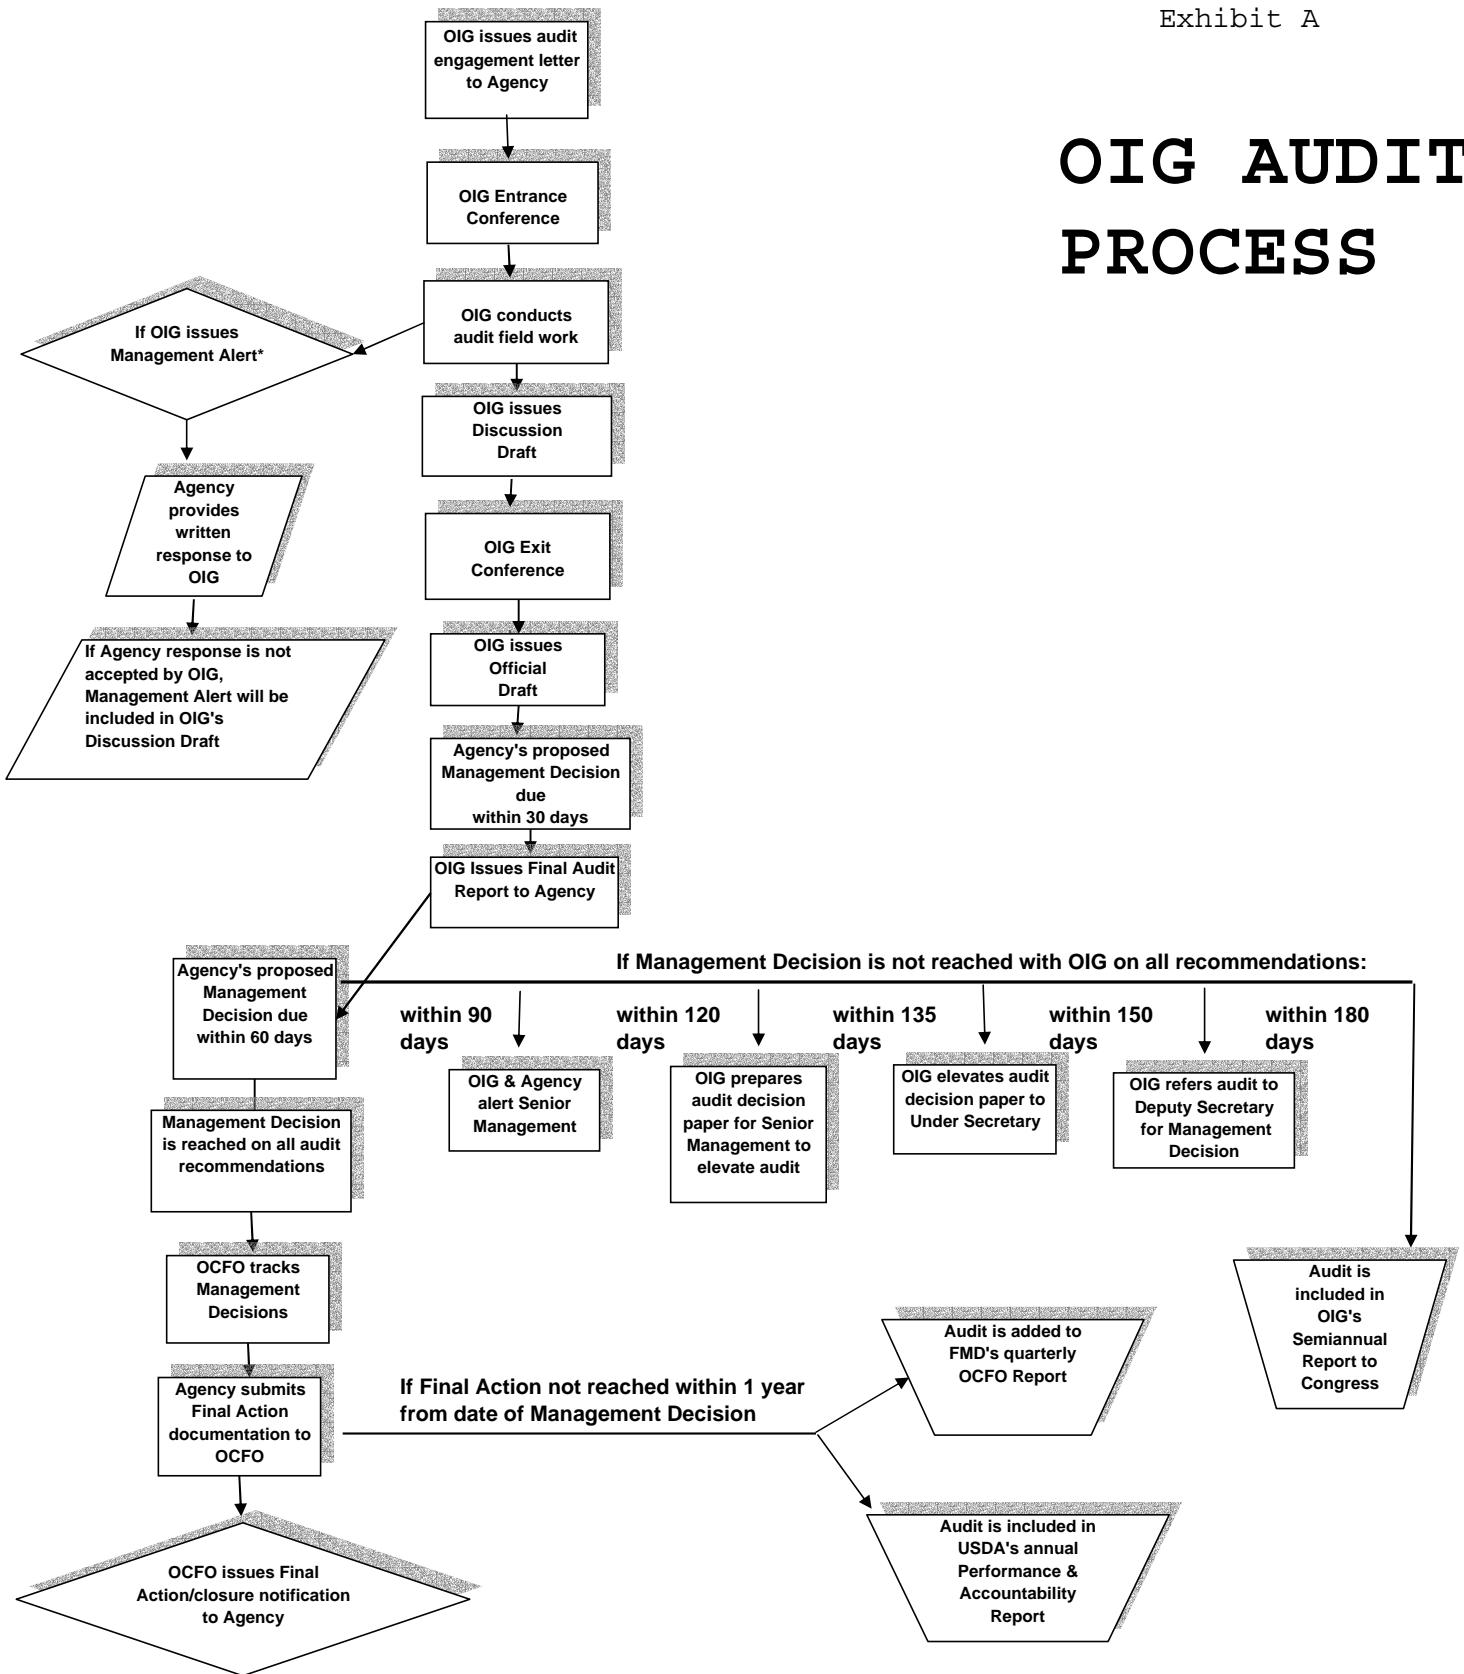 Exhibit A
OIG AUDIT
PROCESS
OIG issues audit
engagement letter
to Agency
OIG Entrance
Conference
OIG conducts
audit field work
If OIG issues
Management Alert*
OIG issues
Discussion
Draft
Agency
provides
written
response to
OIG
OIG Exit
Conference
If Agency response is not
accepted by OIG,
Management Alert will be
included in OIG's
Discussion Draft
OIG issues
Official
Draft
Agency's proposed
Management Decision
due
within 30 days
OIG Issues Final Audit
Report to Agency
Agency's proposed
Management
Decision due
within 60 days
If Management Decision is not reached with OIG on all recommendations:
within 90
days
within 120
days
within 135
days
within 150
days
within 180
days
OIG & Agency
alert Senior
Management
OIG prepares
audit decision
paper for Senior
Management to
elevate audit
OIG elevates audit
decision paper to
Under Secretary
OIG refers audit to
Deputy Secretary
for Management
Decision
Management Decision
is reached on all audit
recommendations
OCFO tracks
Management
Decisions
Audit is
included in
OIG's
Semiannual
Report to
Congress
Agency submits
Final Action
documentation to
OCFO
If Final Action not reached within 1 year
from date of Management Decision
Audit is added to
FMD's quarterly
OCFO Report
Audit is included in
USDA's annual
Performance &
Accountability
Report
OCFO issues Final
Action/closure notification
to Agency